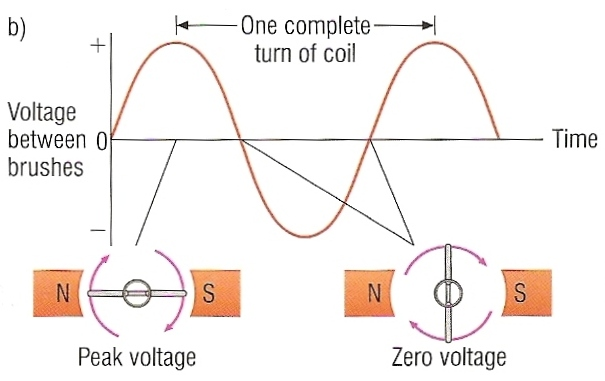 b)
+
One complete
turn of coil
Voltage
between
brushes
0
Time
–
N
S
N
S
Peak voltage
Zero voltage